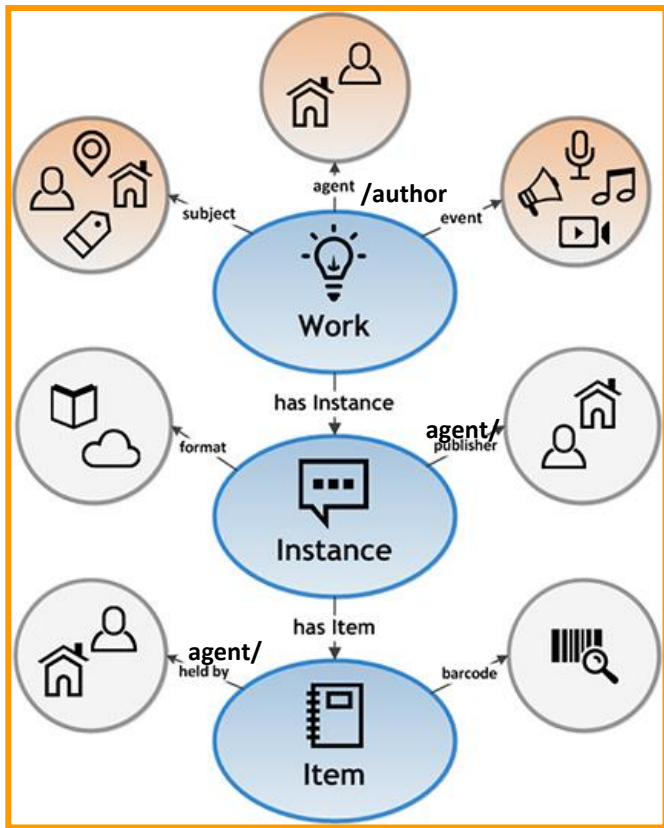 agent /author
subject
event
Work
has Instance
format
agent/
publisher
Instance
has Item
agent/
held by
barcode
Item